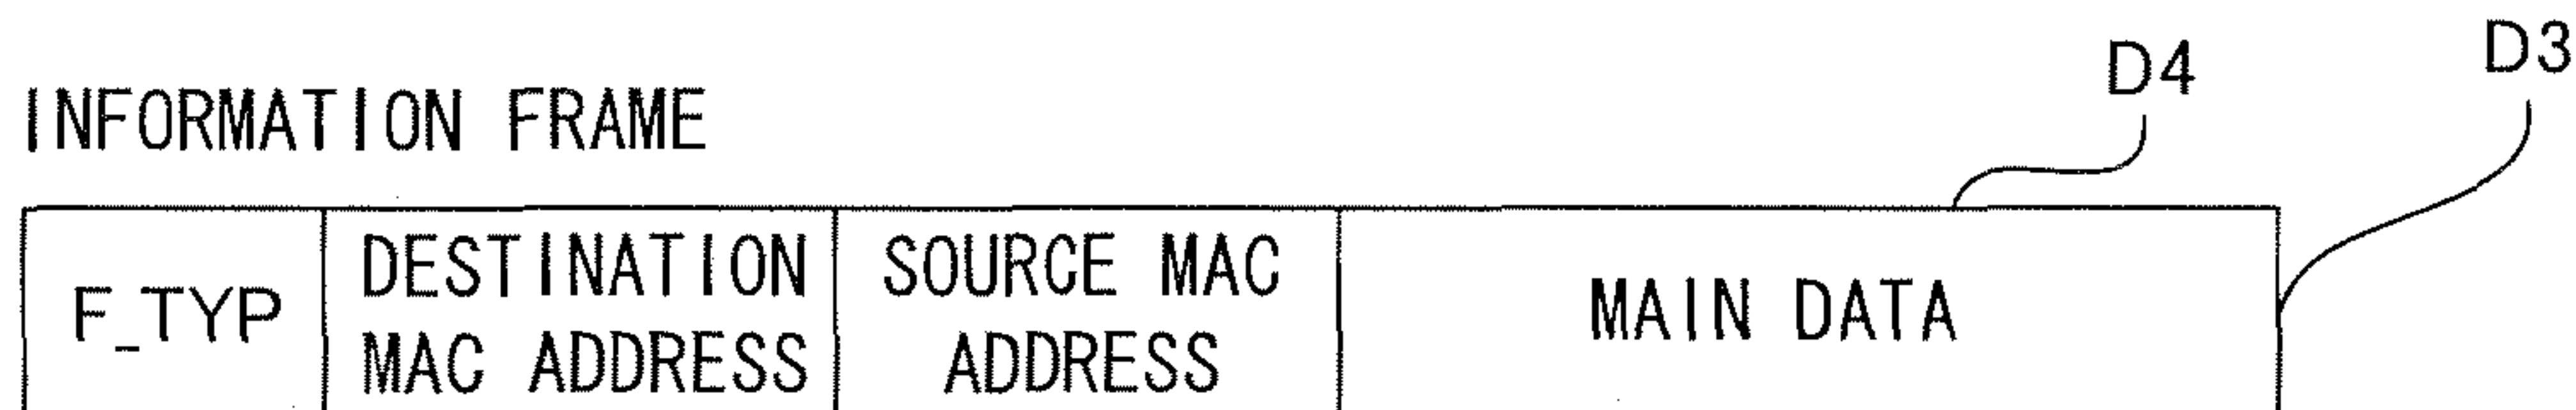 D3
D4
INFORMATION FRAME
F_TYP
DESTINATION
MAC ADDRESS
SOURCE MAC
ADDRESS
MAIN DATA